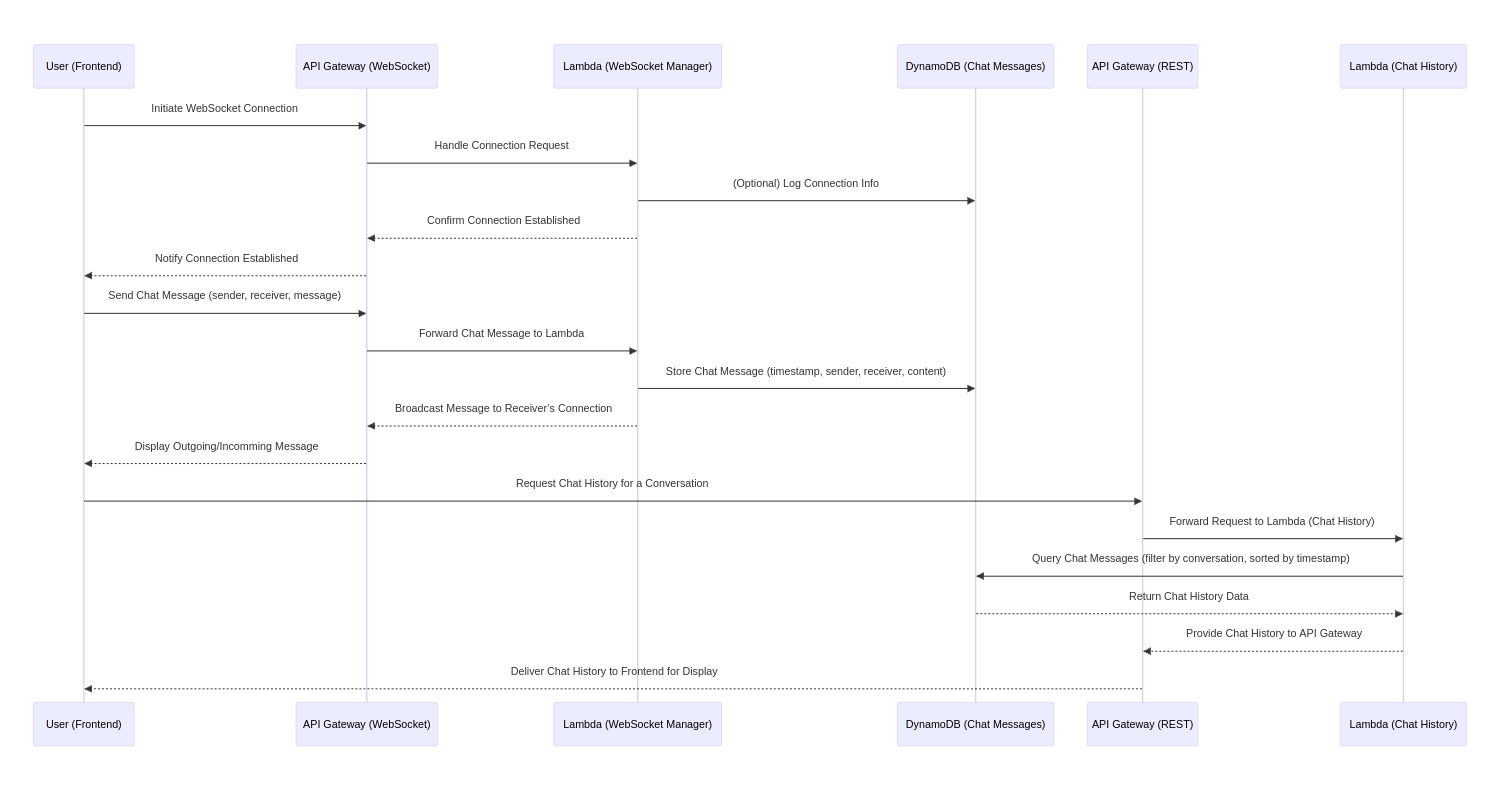 User (Frontend)
API Gateway (WebSocket)
Lambda (WebSocket Manager)
DynamoDB (Chat Messages)
API Gateway (REST)
Lambda (Chat History)
Initiate WebSocket Connection
Handle Connection Request
(Optional) Log Connection Info
Confirm Connection Established
Notify Connection Established
Send Chat Message (sender, receiver, message)
Forward Chat Message to Lambda
Store Chat Message (timestamp, sender, receiver, content)
Broadcast Message to Receiver's Connection
Display Outgoing/Incomming Message
Request Chat History for a Conversation
Forward Request to Lambda (Chat History)
Query Chat Messages (filter by conversation, sorted by timestamp)
Return Chat History Data
Provide Chat History to API Gateway
Deliver Chat History to Frontend for Display
User (Frontend)
API Gateway (WebSocket)
Lambda (WebSocket Manager)
DynamoDB (Chat Messages)
API Gateway (REST)
Lambda (Chat History)